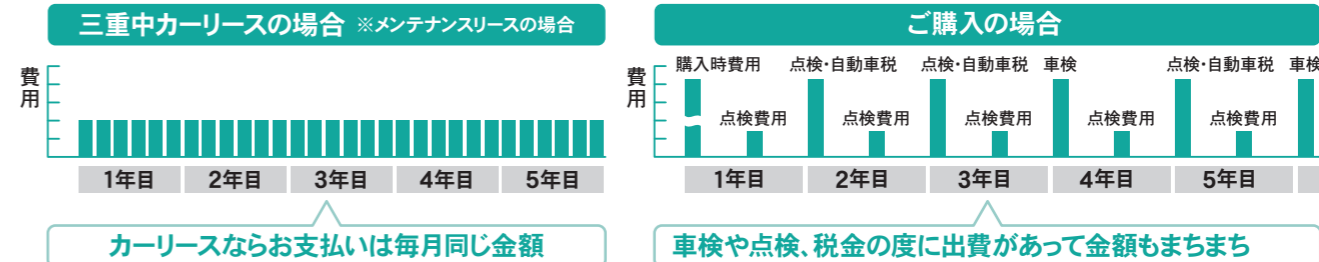 三重中カーリースの場合 ※メンテナンスリースの場合
費用
1年目 2年目 3年目 4年目 5年目
カーリースならお支払いは毎月同じ金額
ご購入の場合
費用
購入時費用 点検・自動車税 点検・自動車税 車検 点検・自動車税 車検
点検費用 点検費用 点検費用 点検費用 点検費用
1年目 2年目 3年目 4年目 5年目
車検や点検、税金の度に出費があって金額もまちまち